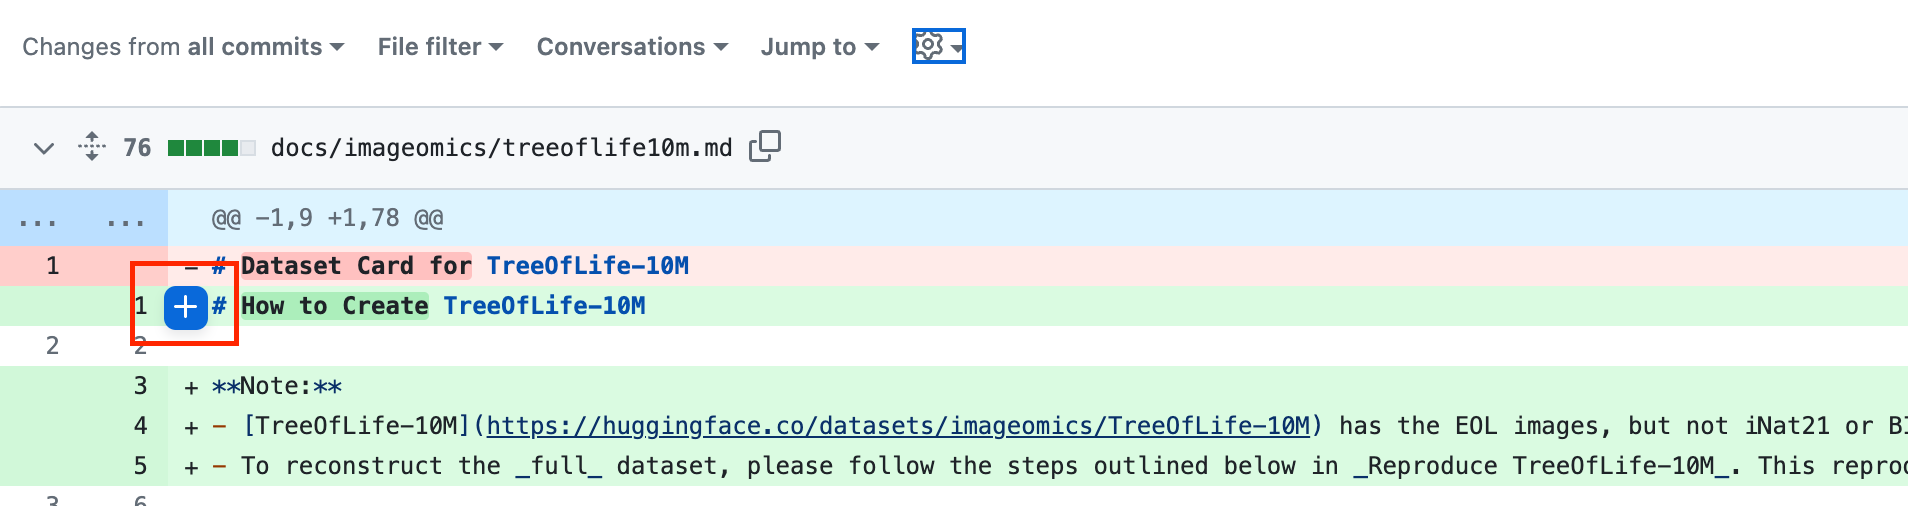 Changes from all commits File filter Conversations Jump to
76 docs/imageomics/treeoflife10m.md
... ... @@ -1,9 +1,78 @@
1 - # Dataset Card for TreeOfLife-10M
1 + # How to Create TreeOfLife-10M
2 2
3 + **Note:**
4 + - [TreeOfLife-10M](https://huggingface.co/datasets/imageomics/TreeOfLife-10M) has the EOL images, but not iNat21 or
5 + - To reconstruct the _full_ dataset, please follow the steps outlined below in _Reproduce TreeOfLife-10M_. This
3 6